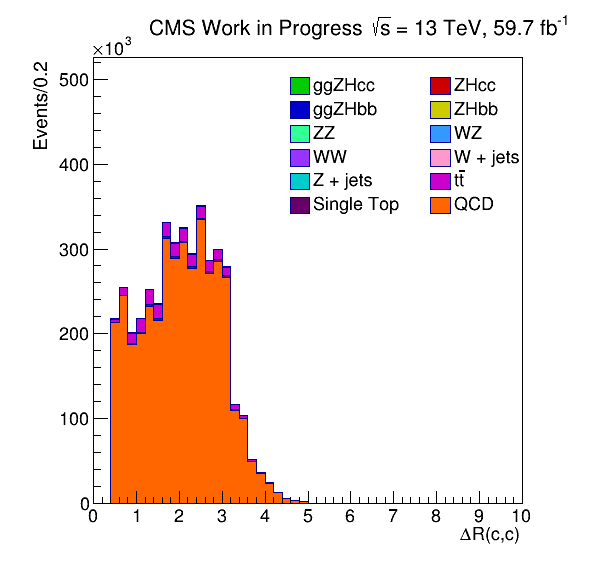 CMS Work in Progress √s = 13 TeV, 59.7 fb⁻¹
×10³
Events/0.2
500
400
300
200
100
0
ggZHcc ZHcc
ggZHbb ZHbb
ZZ WZ
WW W + jets
Z + jets tt̄
Single Top QCD
0 1 2 3 4 5 6 7 8 9 10
ΔR(c,c)